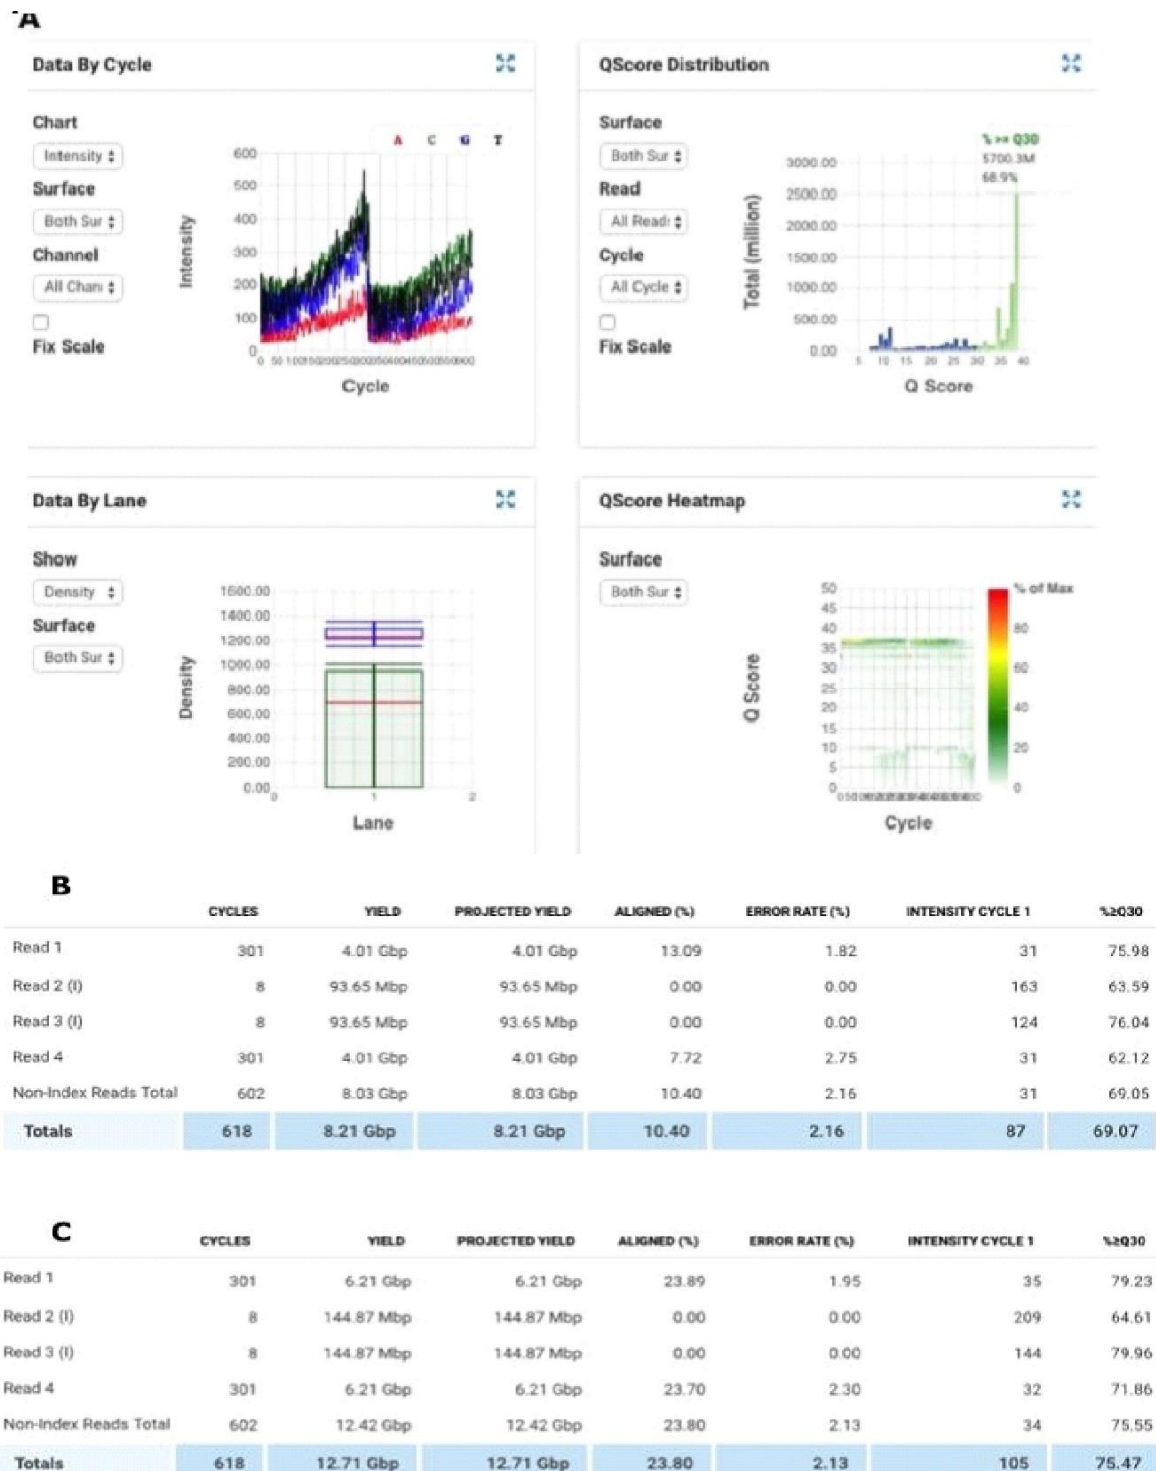 A
Data By Cycle
Chart
Intensity
Surface
Both Sur
Channel
All Chan
Fix Scale
A C G T
600
500
400
300
200
100
0
Intensity
Cycle
QScore Distribution
Surface
Both Sur
Read
All Read
Cycle
All Cycle
Fix Scale
% >= Q30
5700.3M
68.9%
3000.00
2500.00
2000.00
1500.00
1000.00
500.00
0.00
Total (million)
5 10 15 20 25 30 35 40
Q Score
Data By Lane
Show
Density
Surface
Both Sur
1600.00
1400.00
1200.00
1000.00
800.00
600.00
400.00
200.00
0.00
Density
0 1 2
Lane
QScore Heatmap
Surface
Both Sur
50
45
40
35
30
25
20
15
10
5
0
Q Score
Cycle
% of Max
80
60
40
20
0
B
CYCLES YIELD PROJECTED YIELD ALIGNED (%) ERROR RATE (%) INTENSITY CYCLE 1 %≥Q30
Read 1 301 4.01 Gbp 4.01 Gbp 13.09 1.82 31 75.98
Read 2 (I) 8 93.65 Mbp 93.65 Mbp 0.00 0.00 163 63.59
Read 3 (I) 8 93.65 Mbp 93.65 Mbp 0.00 0.00 124 76.04
Read 4 301 4.01 Gbp 4.01 Gbp 7.72 2.75 31 62.12
Non-Index Reads Total 602 8.03 Gbp 8.03 Gbp 10.40 2.16 31 69.05
Totals 618 8.21 Gbp 8.21 Gbp 10.40 2.16 87 69.07
C
CYCLES YIELD PROJECTED YIELD ALIGNED (%) ERROR RATE (%) INTENSITY CYCLE 1 %≥Q30
Read 1 301 6.21 Gbp 6.21 Gbp 23.89 1.95 35 79.23
Read 2 (I) 8 144.87 Mbp 144.87 Mbp 0.00 0.00 209 64.61
Read 3 (I) 8 144.87 Mbp 144.87 Mbp 0.00 0.00 144 79.96
Read 4 301 6.21 Gbp 6.21 Gbp 23.70 2.30 32 71.86
Non-Index Reads Total 602 12.42 Gbp 12.42 Gbp 23.80 2.13 34 75.55
Totals 618 12.71 Gbp 12.71 Gbp 23.80 2.13 105 75.47